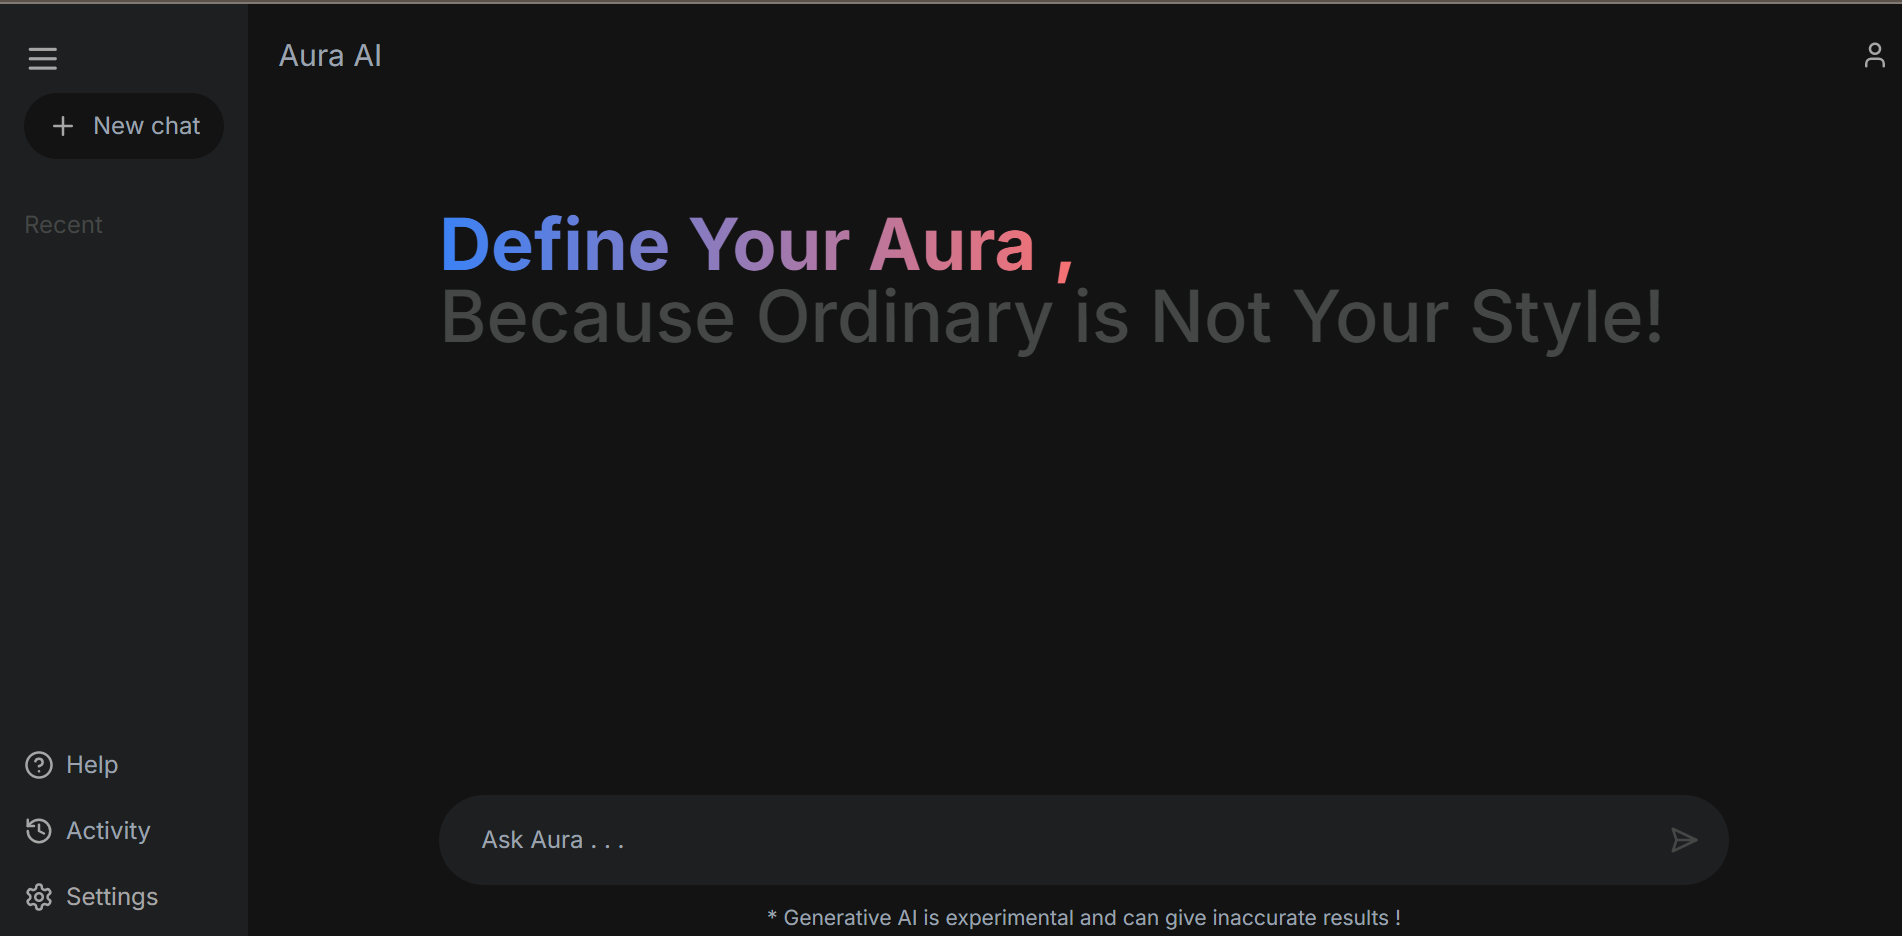 Aura AI
New chat
Recent
Define Your Aura ,
Because Ordinary is Not Your Style!
Help
Activity
Settings
Ask Aura . . .
* Generative AI is experimental and can give inaccurate results !